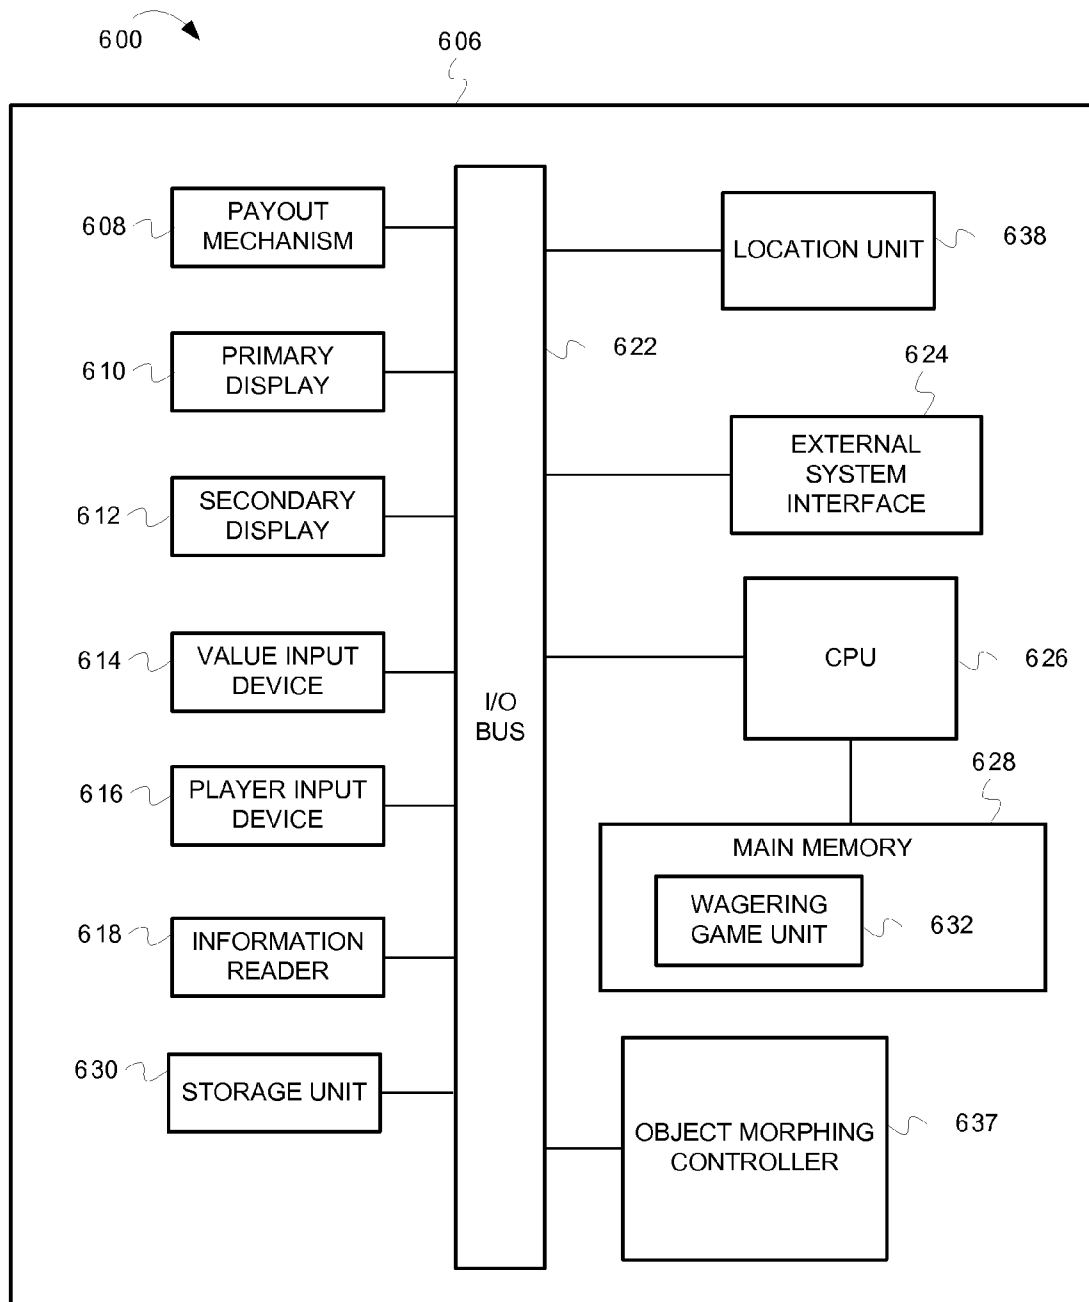 600
606
608
PAYOUT
MECHANISM
LOCATION UNIT
638
610
PRIMARY
DISPLAY
622
624
EXTERNAL
SYSTEM
INTERFACE
612
SECONDARY
DISPLAY
614
VALUE INPUT
DEVICE
I/O
BUS
CPU
626
616
PLAYER INPUT
DEVICE
628
MAIN MEMORY
WAGERING
GAME UNIT
632
618
INFORMATION
READER
630
STORAGE UNIT
OBJECT MORPHING
CONTROLLER
637